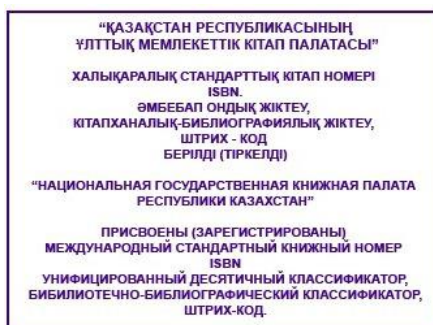 “ҚАЗАҚСТАН РЕСПУБЛИКАСЫНЫҢ
ҰЛТТЫҚ МЕМЛЕКЕТТІК КІТАП ПАЛАТАСЫ”
ХАЛЫҚАРАЛЫҚ СТАНДАРТТЫҚ КІТАП НОМЕРІ
ISBN.
ӘМБЕБАП ОНДЫҚ ЖІКТЕУ,
КІТАПХАНАЛЫҚ-БИБЛИОГРАФИЯЛЫҚ ЖІКТЕУ,
ШТРИХ - КОД
БЕРІЛДІ (ТІРКЕЛДІ)
“НАЦИОНАЛЬНАЯ ГОСУДАРСТВЕННАЯ КНИЖНАЯ ПАЛАТА
РЕСПУБЛИКИ КАЗАХСТАН”
ПРИСВОЕНЫ (ЗАРЕГИСТРИРОВАНЫ)
МЕЖДУНАРОДНЫЙ СТАНДАРТНЫЙ КНИЖНЫЙ НОМЕР
ISBN
УНИФИЦИРОВАННЫЙ ДЕСЯТИЧНЫЙ КЛАССИФИКАТОР,
БИБИЛИОТЕЧНО-БИБЛИОГРАФИЧЕСКИЙ КЛАССИФИКАТОР,
ШТРИХ-КОД.